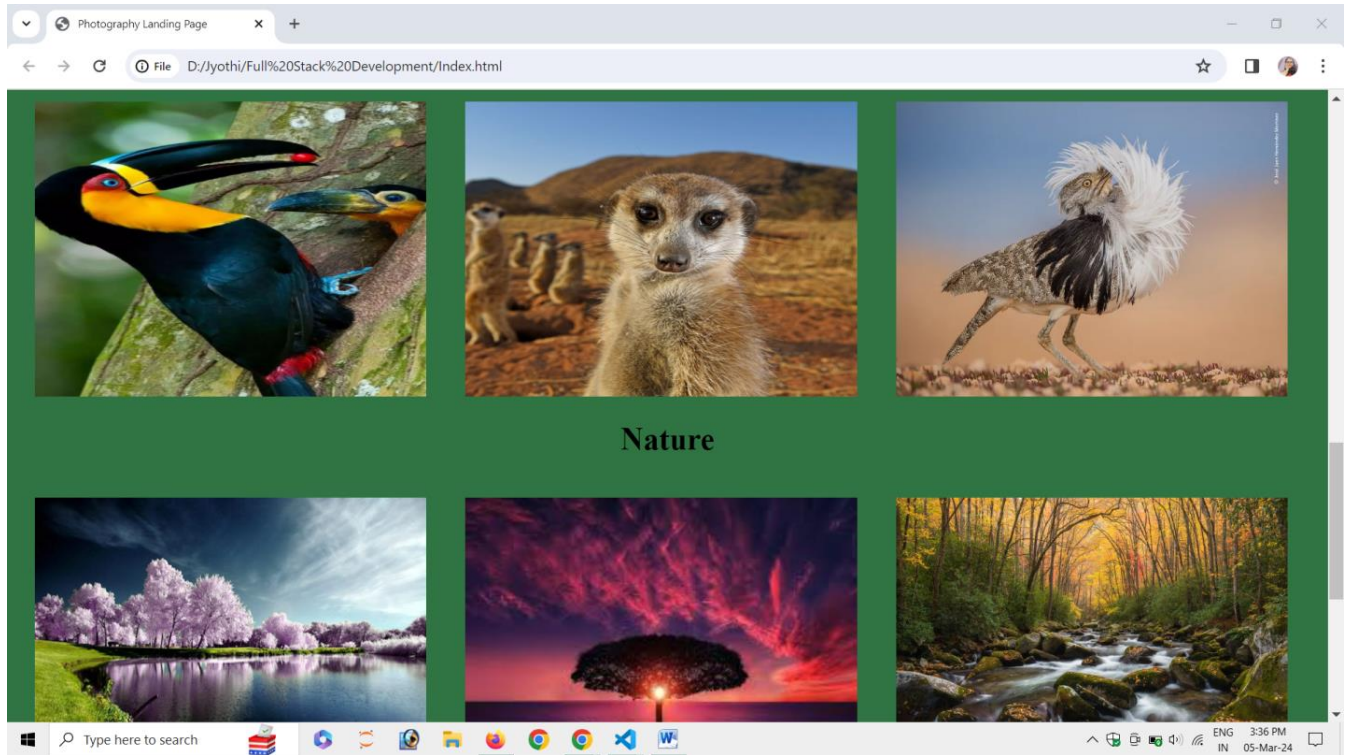 Photography Landing Page
File D:/Jyothi/Full%20Stack%20Development/Index.html
Nature
Type here to search
ENG 3:36 PM
IN 05-Mar-24